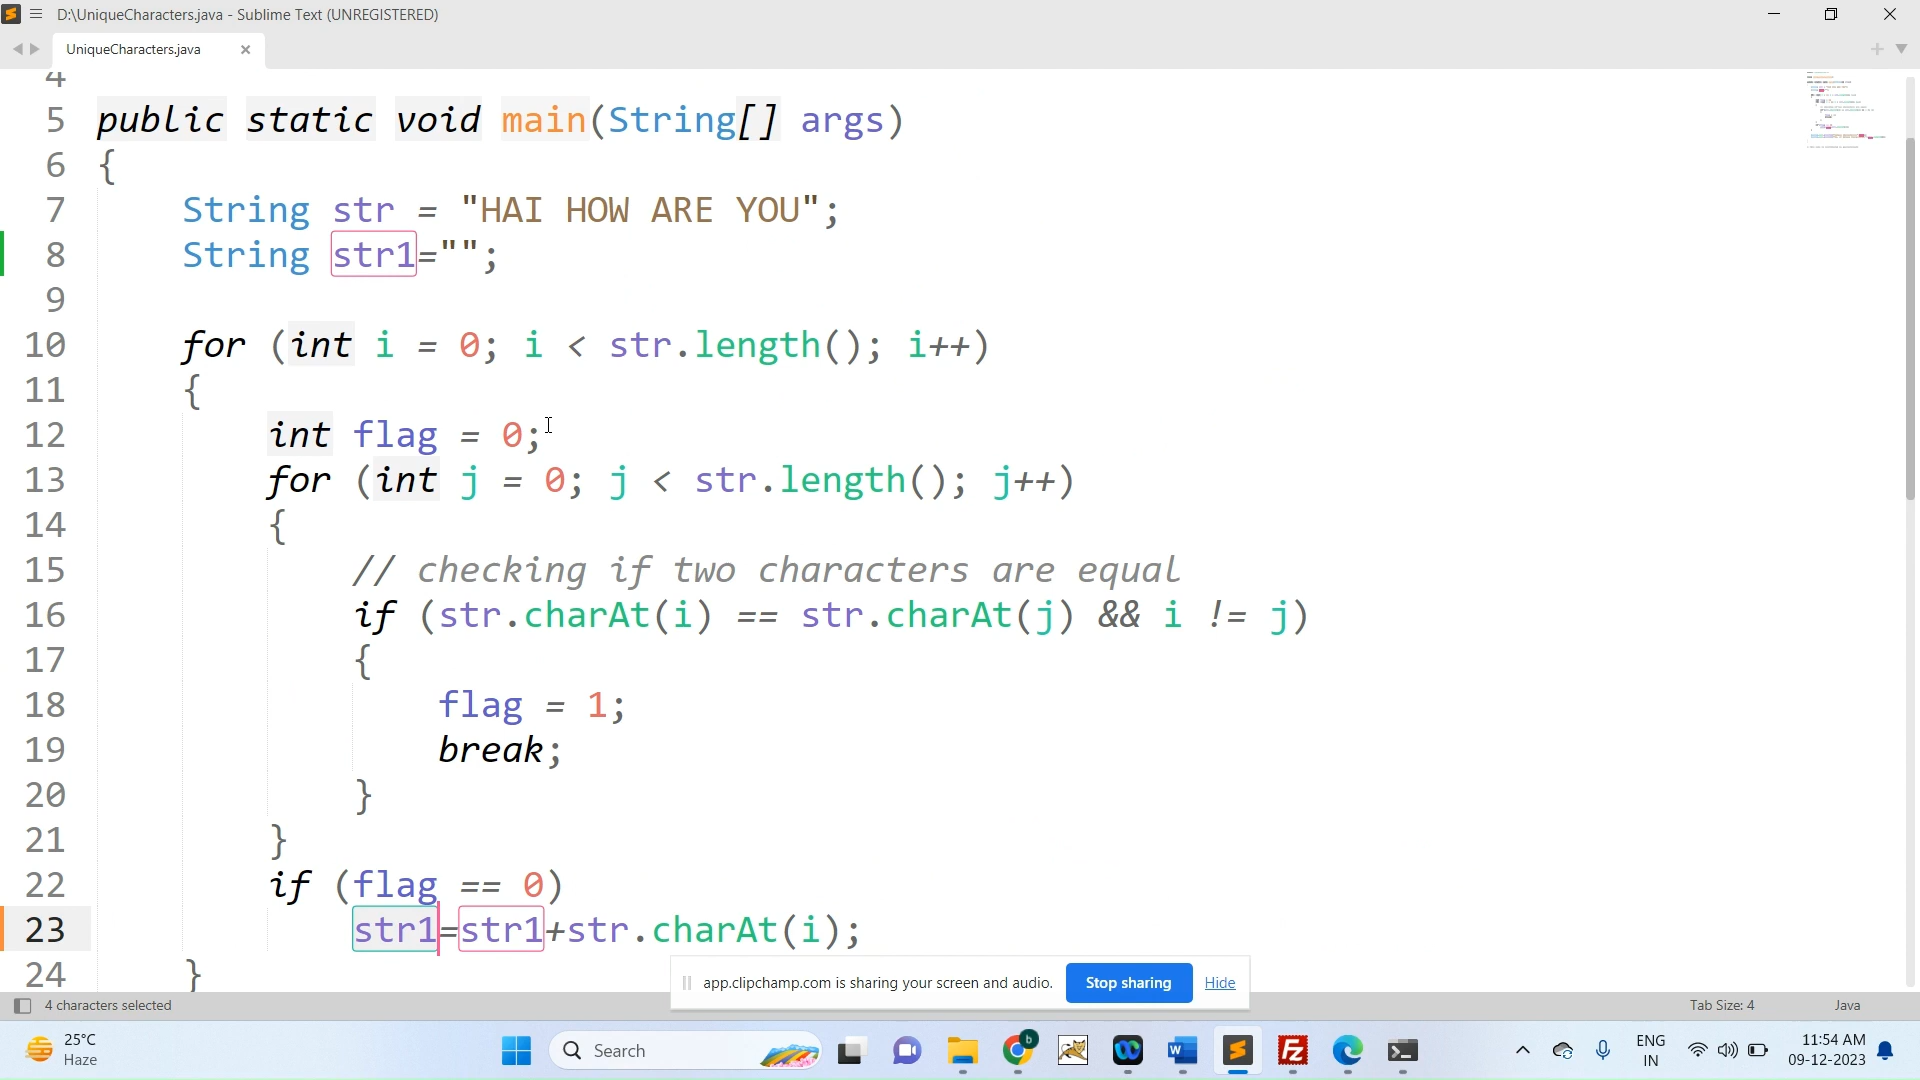 D:\UniqueCharacters.java - Sublime Text (UNREGISTERED)
UniqueCharacters.java
4
5 public static void main(String[] args)
6 {
7 String str = "HAI HOW ARE YOU";
8 String str1="";
9
10 for (int i = 0; i < str.length(); i++)
11 {
12 int flag = 0;
13 for (int j = 0; j < str.length(); j++)
14 {
15 // checking if two characters are equal
16 if (str.charAt(i) == str.charAt(j) && i != j)
17 {
18 flag = 1;
19 break;
20 }
21 }
22 if (flag == 0)
23 str1=str1+str.charAt(i);
24 }
app.clipchamp.com is sharing your screen and audio. Stop sharing Hide
4 characters selected Tab Size: 4 Java
25°C
Haze
Search
b
W
Fz
ENG
IN
11:54 AM
09-12-2023